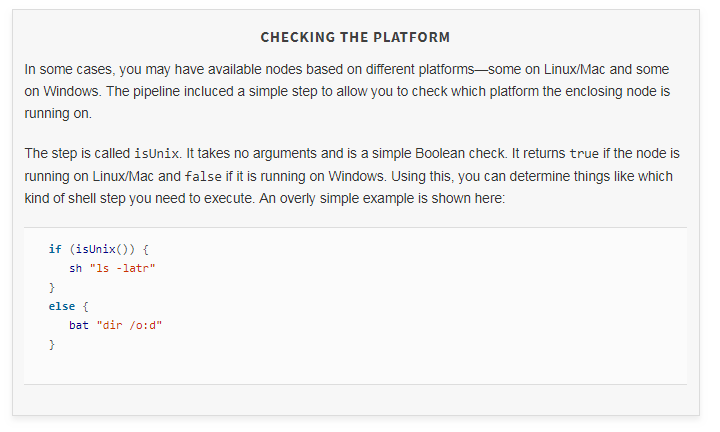 CHECKING THE PLATFORM
In some cases, you may have available nodes based on different platforms—some on Linux/Mac and some
on Windows. The pipeline incluced a simple step to allow you to check which platform the enclosing node is
running on.
The step is called isUnix. It takes no arguments and is a simple Boolean check. It returns true if the node is
running on Linux/Mac and false if it is running on Windows. Using this, you can determine things like which
kind of shell step you need to execute. An overly simple example is shown here:
if (isUnix()) {
   sh "ls -latr"
}
else {
   bat "dir /o:d"
}